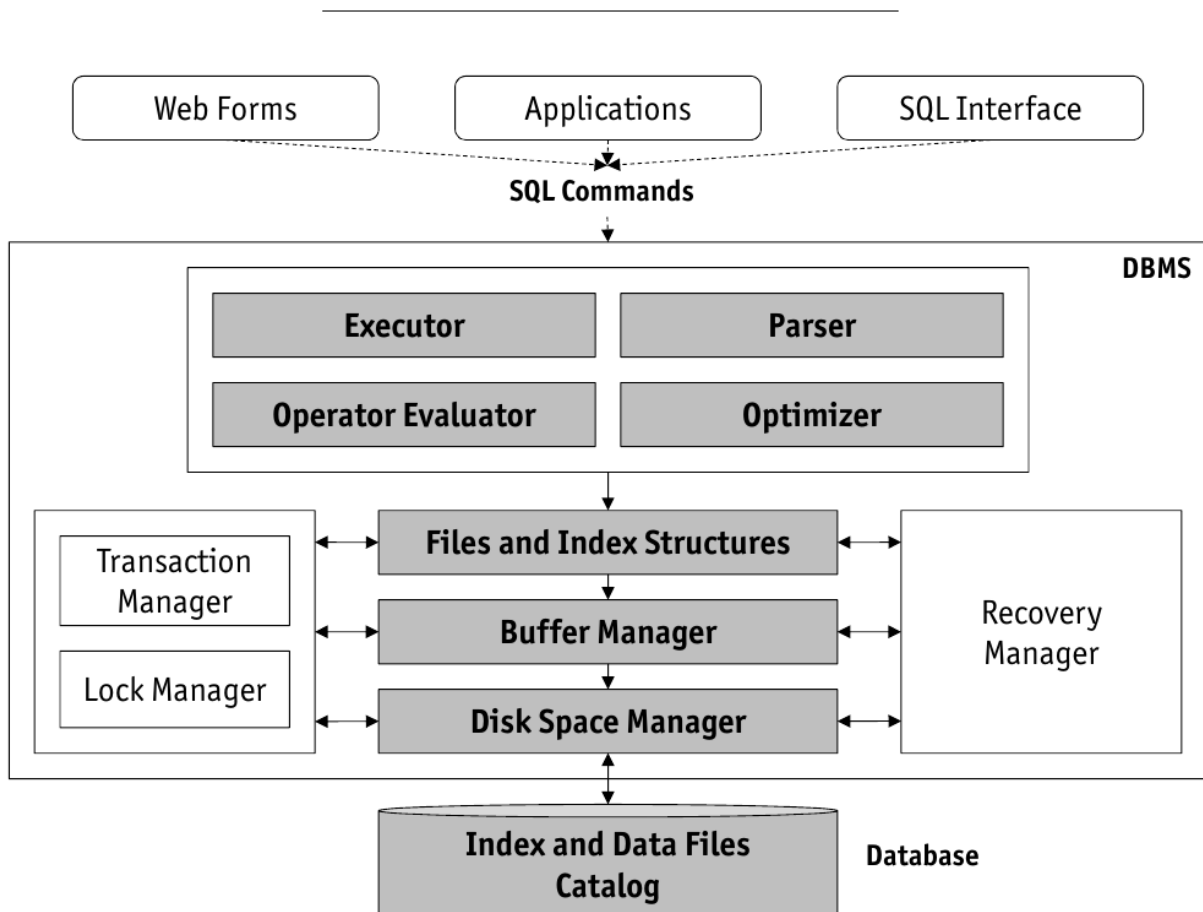 Web Forms
Applications
SQL Interface
SQL Commands
DBMS
Executor
Parser
Operator Evaluator
Optimizer
Transaction
Manager
Lock Manager
Files and Index Structures
Buffer Manager
Disk Space Manager
Recovery
Manager
Index and Data Files
Catalog
Database